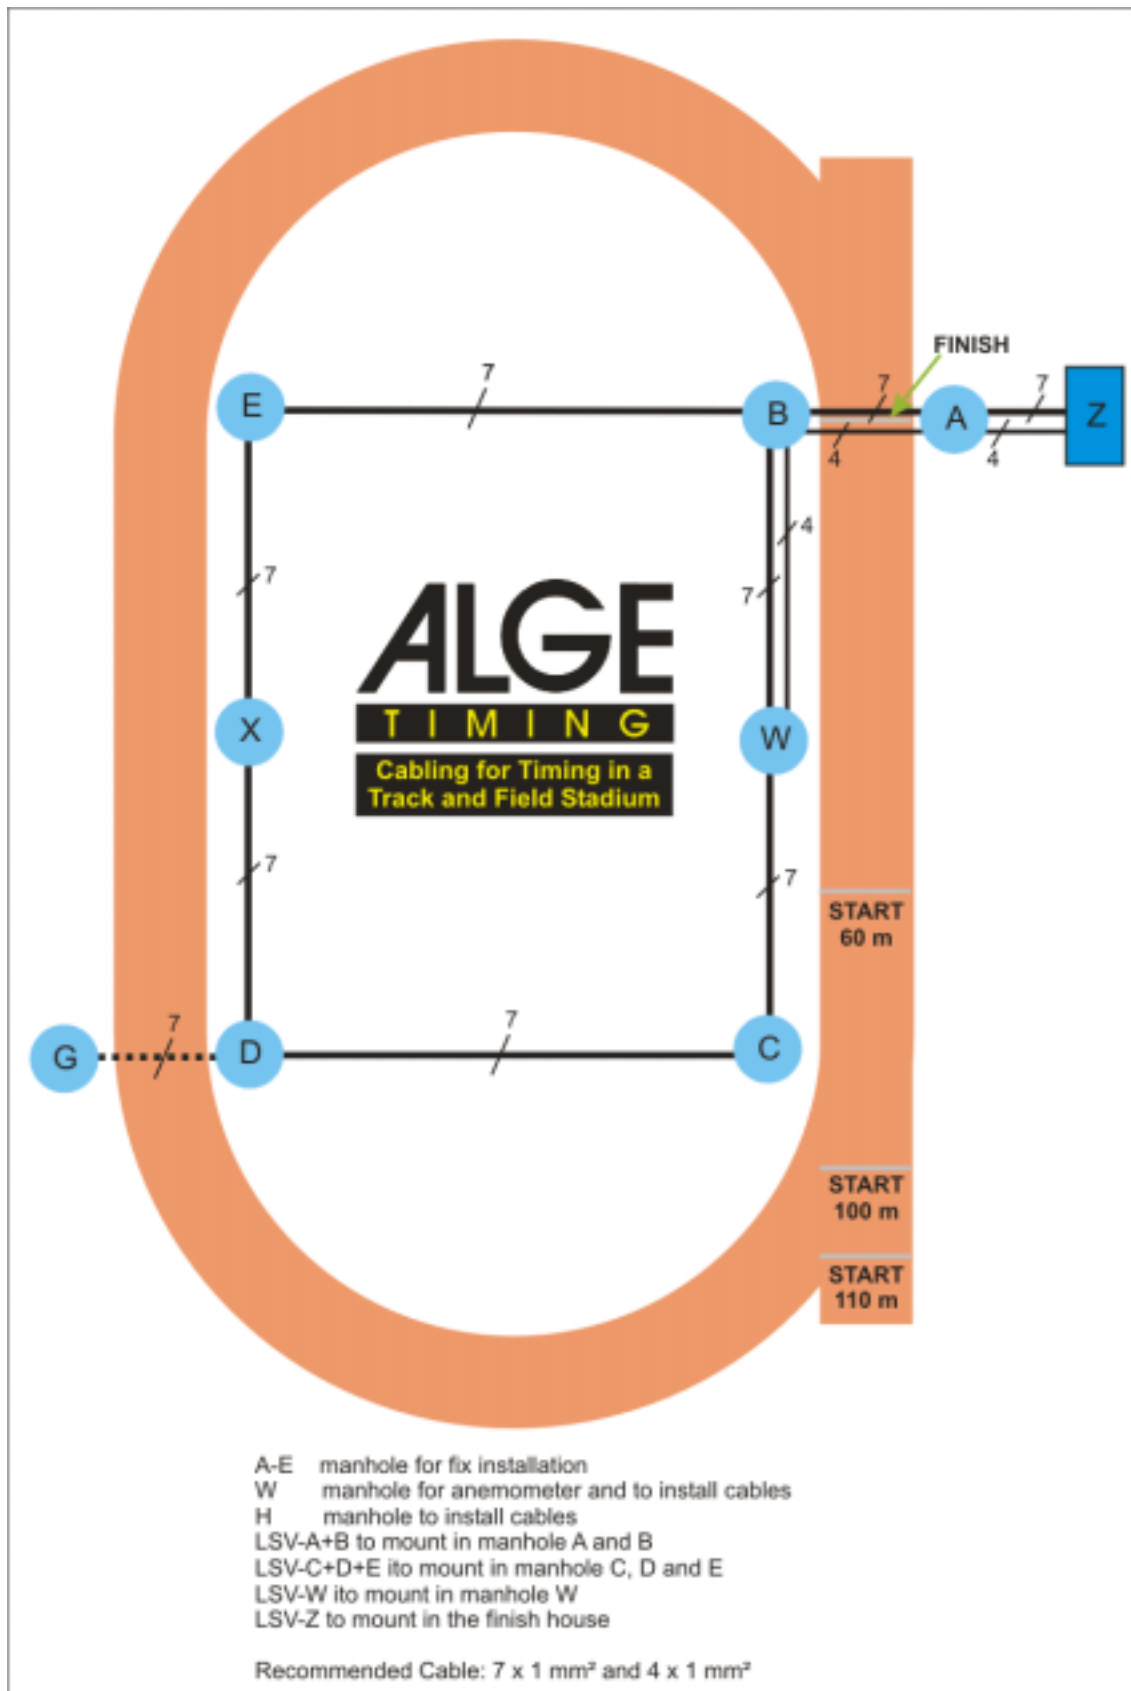 FINISH
7
7
7
E
B
A
Z
4
4
4
7
7
ALGE
TIMING
Cabling for Timing in a
Track and Field Stadium
X
W
7
7
START
60 m
7
7
G
D
C
START
100 m
START
110 m
A-E manhole for fix installation
W manhole for anemometer and to install cables
H manhole to install cables
LSV-A+B to mount in manhole A and B
LSV-C+D+E ito mount in manhole C, D and E
LSV-W ito mount in manhole W
LSV-Z to mount in the finish house
Recommended Cable: 7 x 1 mm² and 4 x 1 mm²